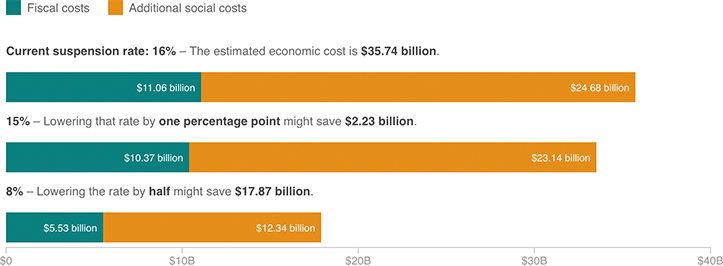 Fiscal costs Additional social costs
Current suspension rate: 16% – The estimated economic cost is $35.74 billion.
$11.06 billion $24.68 billion
15% – Lowering that rate by one percentage point might save $2.23 billion.
$10.37 billion $23.14 billion
8% – Lowering the rate by half might save $17.87 billion.
$5.53 billion $12.34 billion
$0 $10B $20B $30B $40B